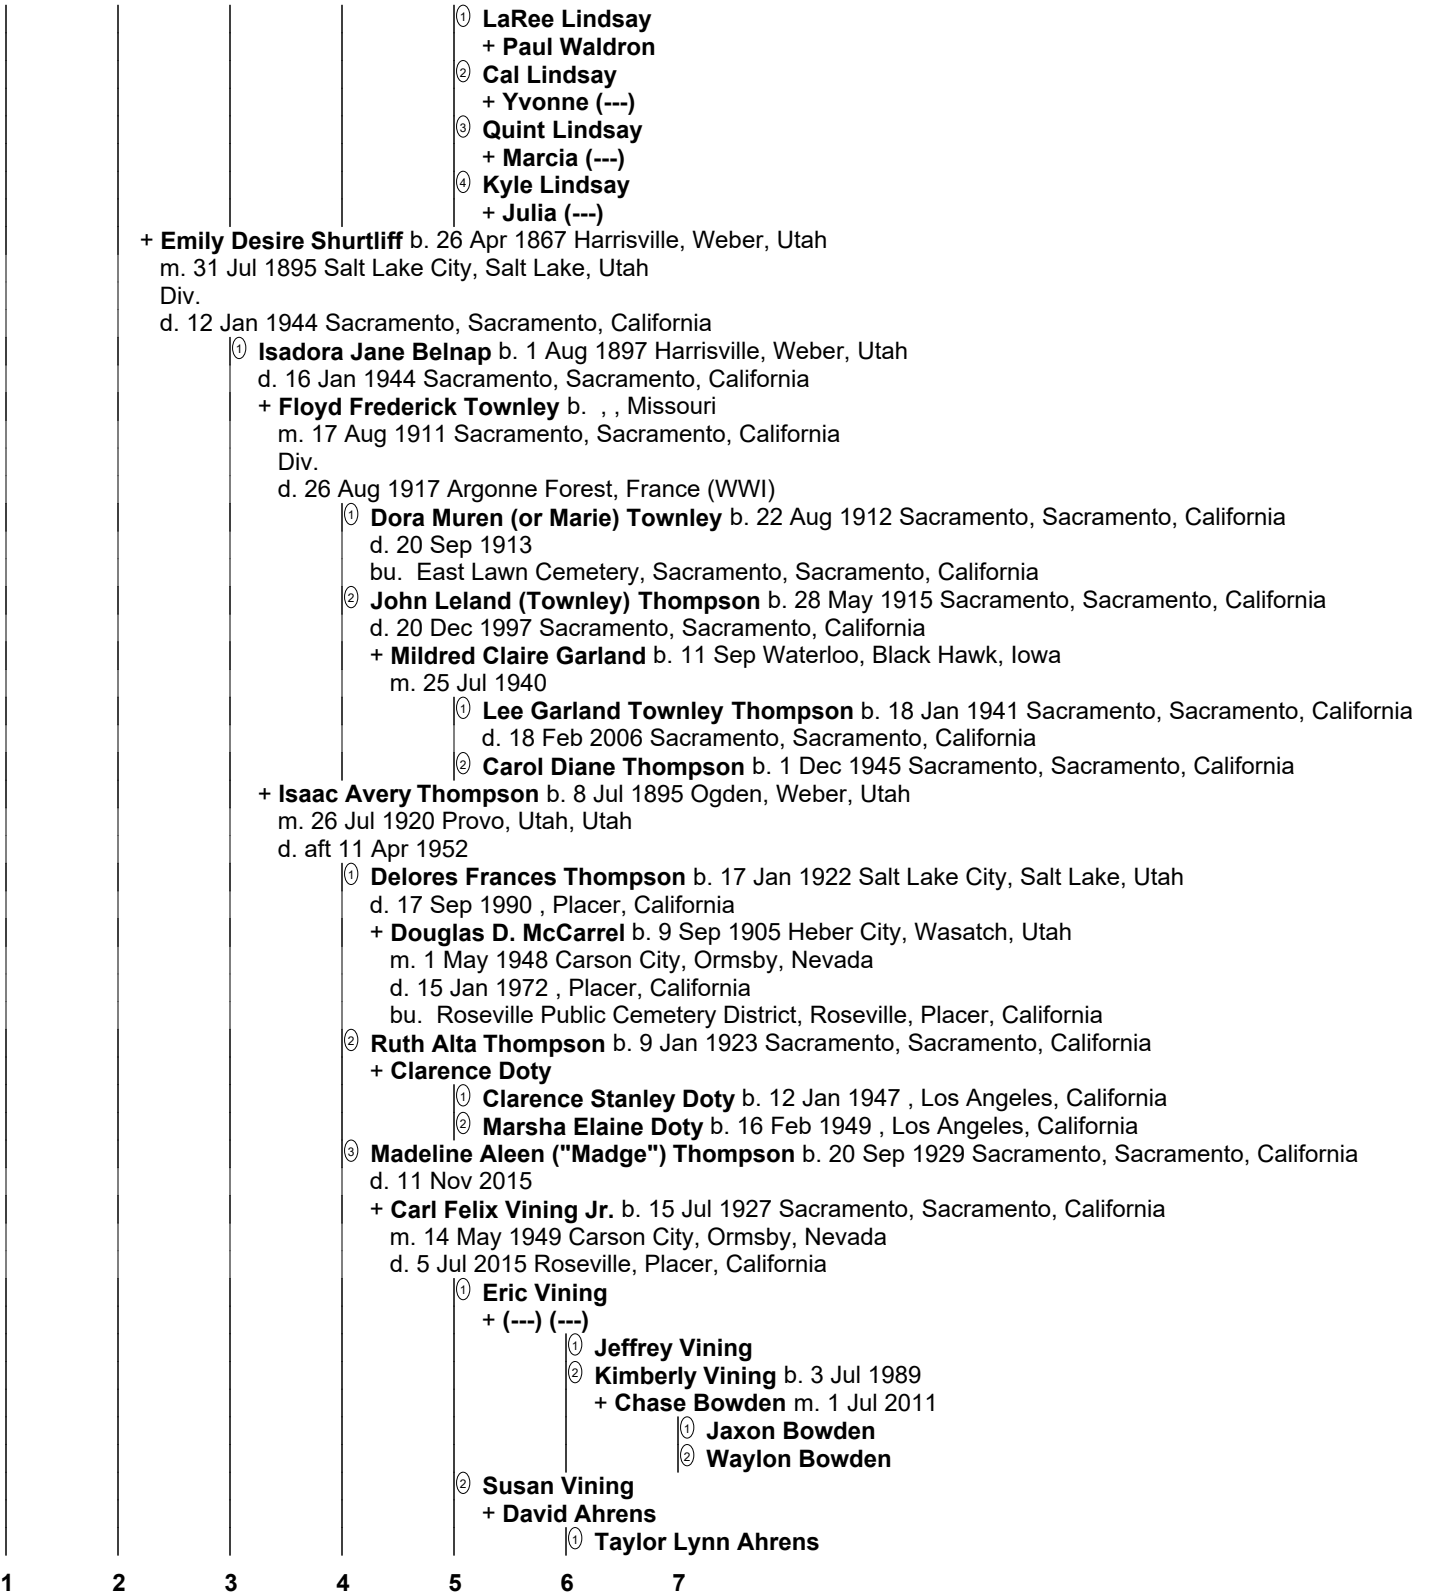 ① LaRee Lindsay
+ Paul Waldron
② Cal Lindsay
+ Yvonne (---)
③ Quint Lindsay
+ Marcia (---)
④ Kyle Lindsay
+ Julia (---)
+ Emily Desire Shurtliff b. 26 Apr 1867 Harrisville, Weber, Utah
m. 31 Jul 1895 Salt Lake City, Salt Lake, Utah
Div.
d. 12 Jan 1944 Sacramento, Sacramento, California
① Isadora Jane Belnap b. 1 Aug 1897 Harrisville, Weber, Utah
d. 16 Jan 1944 Sacramento, Sacramento, California
+ Floyd Frederick Townley b.  , , Missouri
m. 17 Aug 1911 Sacramento, Sacramento, California
Div.
d. 26 Aug 1917 Argonne Forest, France (WWI)
① Dora Muren (or Marie) Townley b. 22 Aug 1912 Sacramento, Sacramento, California
d. 20 Sep 1913
bu.  East Lawn Cemetery, Sacramento, Sacramento, California
② John Leland (Townley) Thompson b. 28 May 1915 Sacramento, Sacramento, California
d. 20 Dec 1997 Sacramento, Sacramento, California
+ Mildred Claire Garland b. 11 Sep Waterloo, Black Hawk, Iowa
m. 25 Jul 1940
① Lee Garland Townley Thompson b. 18 Jan 1941 Sacramento, Sacramento, California
d. 18 Feb 2006 Sacramento, Sacramento, California
② Carol Diane Thompson b. 1 Dec 1945 Sacramento, Sacramento, California
+ Isaac Avery Thompson b. 8 Jul 1895 Ogden, Weber, Utah
m. 26 Jul 1920 Provo, Utah, Utah
d. aft 11 Apr 1952
① Delores Frances Thompson b. 17 Jan 1922 Salt Lake City, Salt Lake, Utah
d. 17 Sep 1990 , Placer, California
+ Douglas D. McCarrel b. 9 Sep 1905 Heber City, Wasatch, Utah
m. 1 May 1948 Carson City, Ormsby, Nevada
d. 15 Jan 1972 , Placer, California
bu.  Roseville Public Cemetery District, Roseville, Placer, California
② Ruth Alta Thompson b. 9 Jan 1923 Sacramento, Sacramento, California
+ Clarence Doty
① Clarence Stanley Doty b. 12 Jan 1947 , Los Angeles, California
② Marsha Elaine Doty b. 16 Feb 1949 , Los Angeles, California
③ Madeline Aleen ("Madge") Thompson b. 20 Sep 1929 Sacramento, Sacramento, California
d. 11 Nov 2015
+ Carl Felix Vining Jr. b. 15 Jul 1927 Sacramento, Sacramento, California
m. 14 May 1949 Carson City, Ormsby, Nevada
d. 5 Jul 2015 Roseville, Placer, California
① Eric Vining
+ (---) (---)
① Jeffrey Vining
② Kimberly Vining b. 3 Jul 1989
+ Chase Bowden m. 1 Jul 2011
① Jaxon Bowden
② Waylon Bowden
② Susan Vining
+ David Ahrens
① Taylor Lynn Ahrens
1 2 3 4 5 6 7